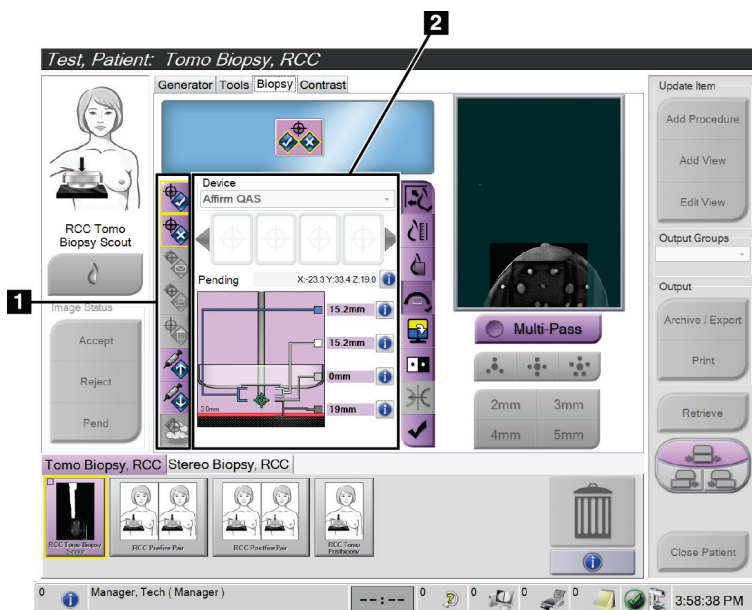 2
Test, Patient: Tomo Biopsy, RCC
Generator Tools Biopsy Contrast
Update Item
Add Procedure
Add View
Edit View
Device
Affirm QAS
RCC Tomo
Biopsy Scout
Output Groups
Pending X:-23.3 Y:33.4 Z:19.0
1
Image Status
Output
15.2mm
Archive / Export
Multi-Pass
Accept
15.2mm
Print
Reject
0mm
2mm 3mm
Retrieve
3.0mm
19mm
Pend
4mm 5mm
Tomo Biopsy, RCC Stereo Biopsy, RCC
RCC Tomo Biopsy
Scout
RCC Prefire Pair
RCC Postfire Pair
RCC Tomo
Postbiopsy
Close Patient
0 Manager, Tech ( Manager ) --:-- 0 0 0 0 3:58:38 PM